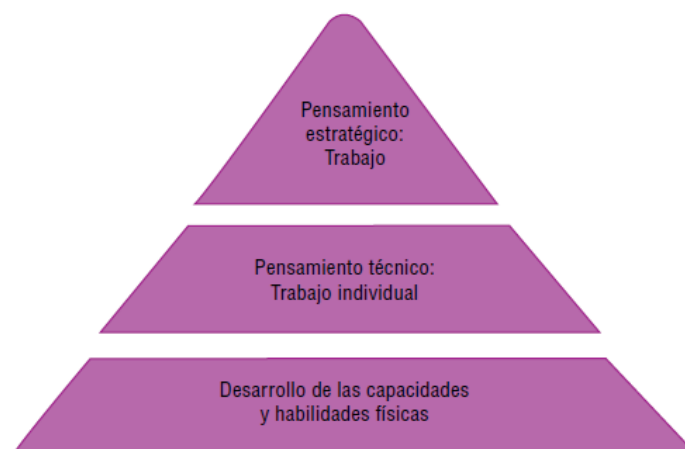 Pensamiento
estratégico:
Trabajo
Pensamiento técnico:
Trabajo individual
Desarrollo de las capacidades
y habilidades físicas